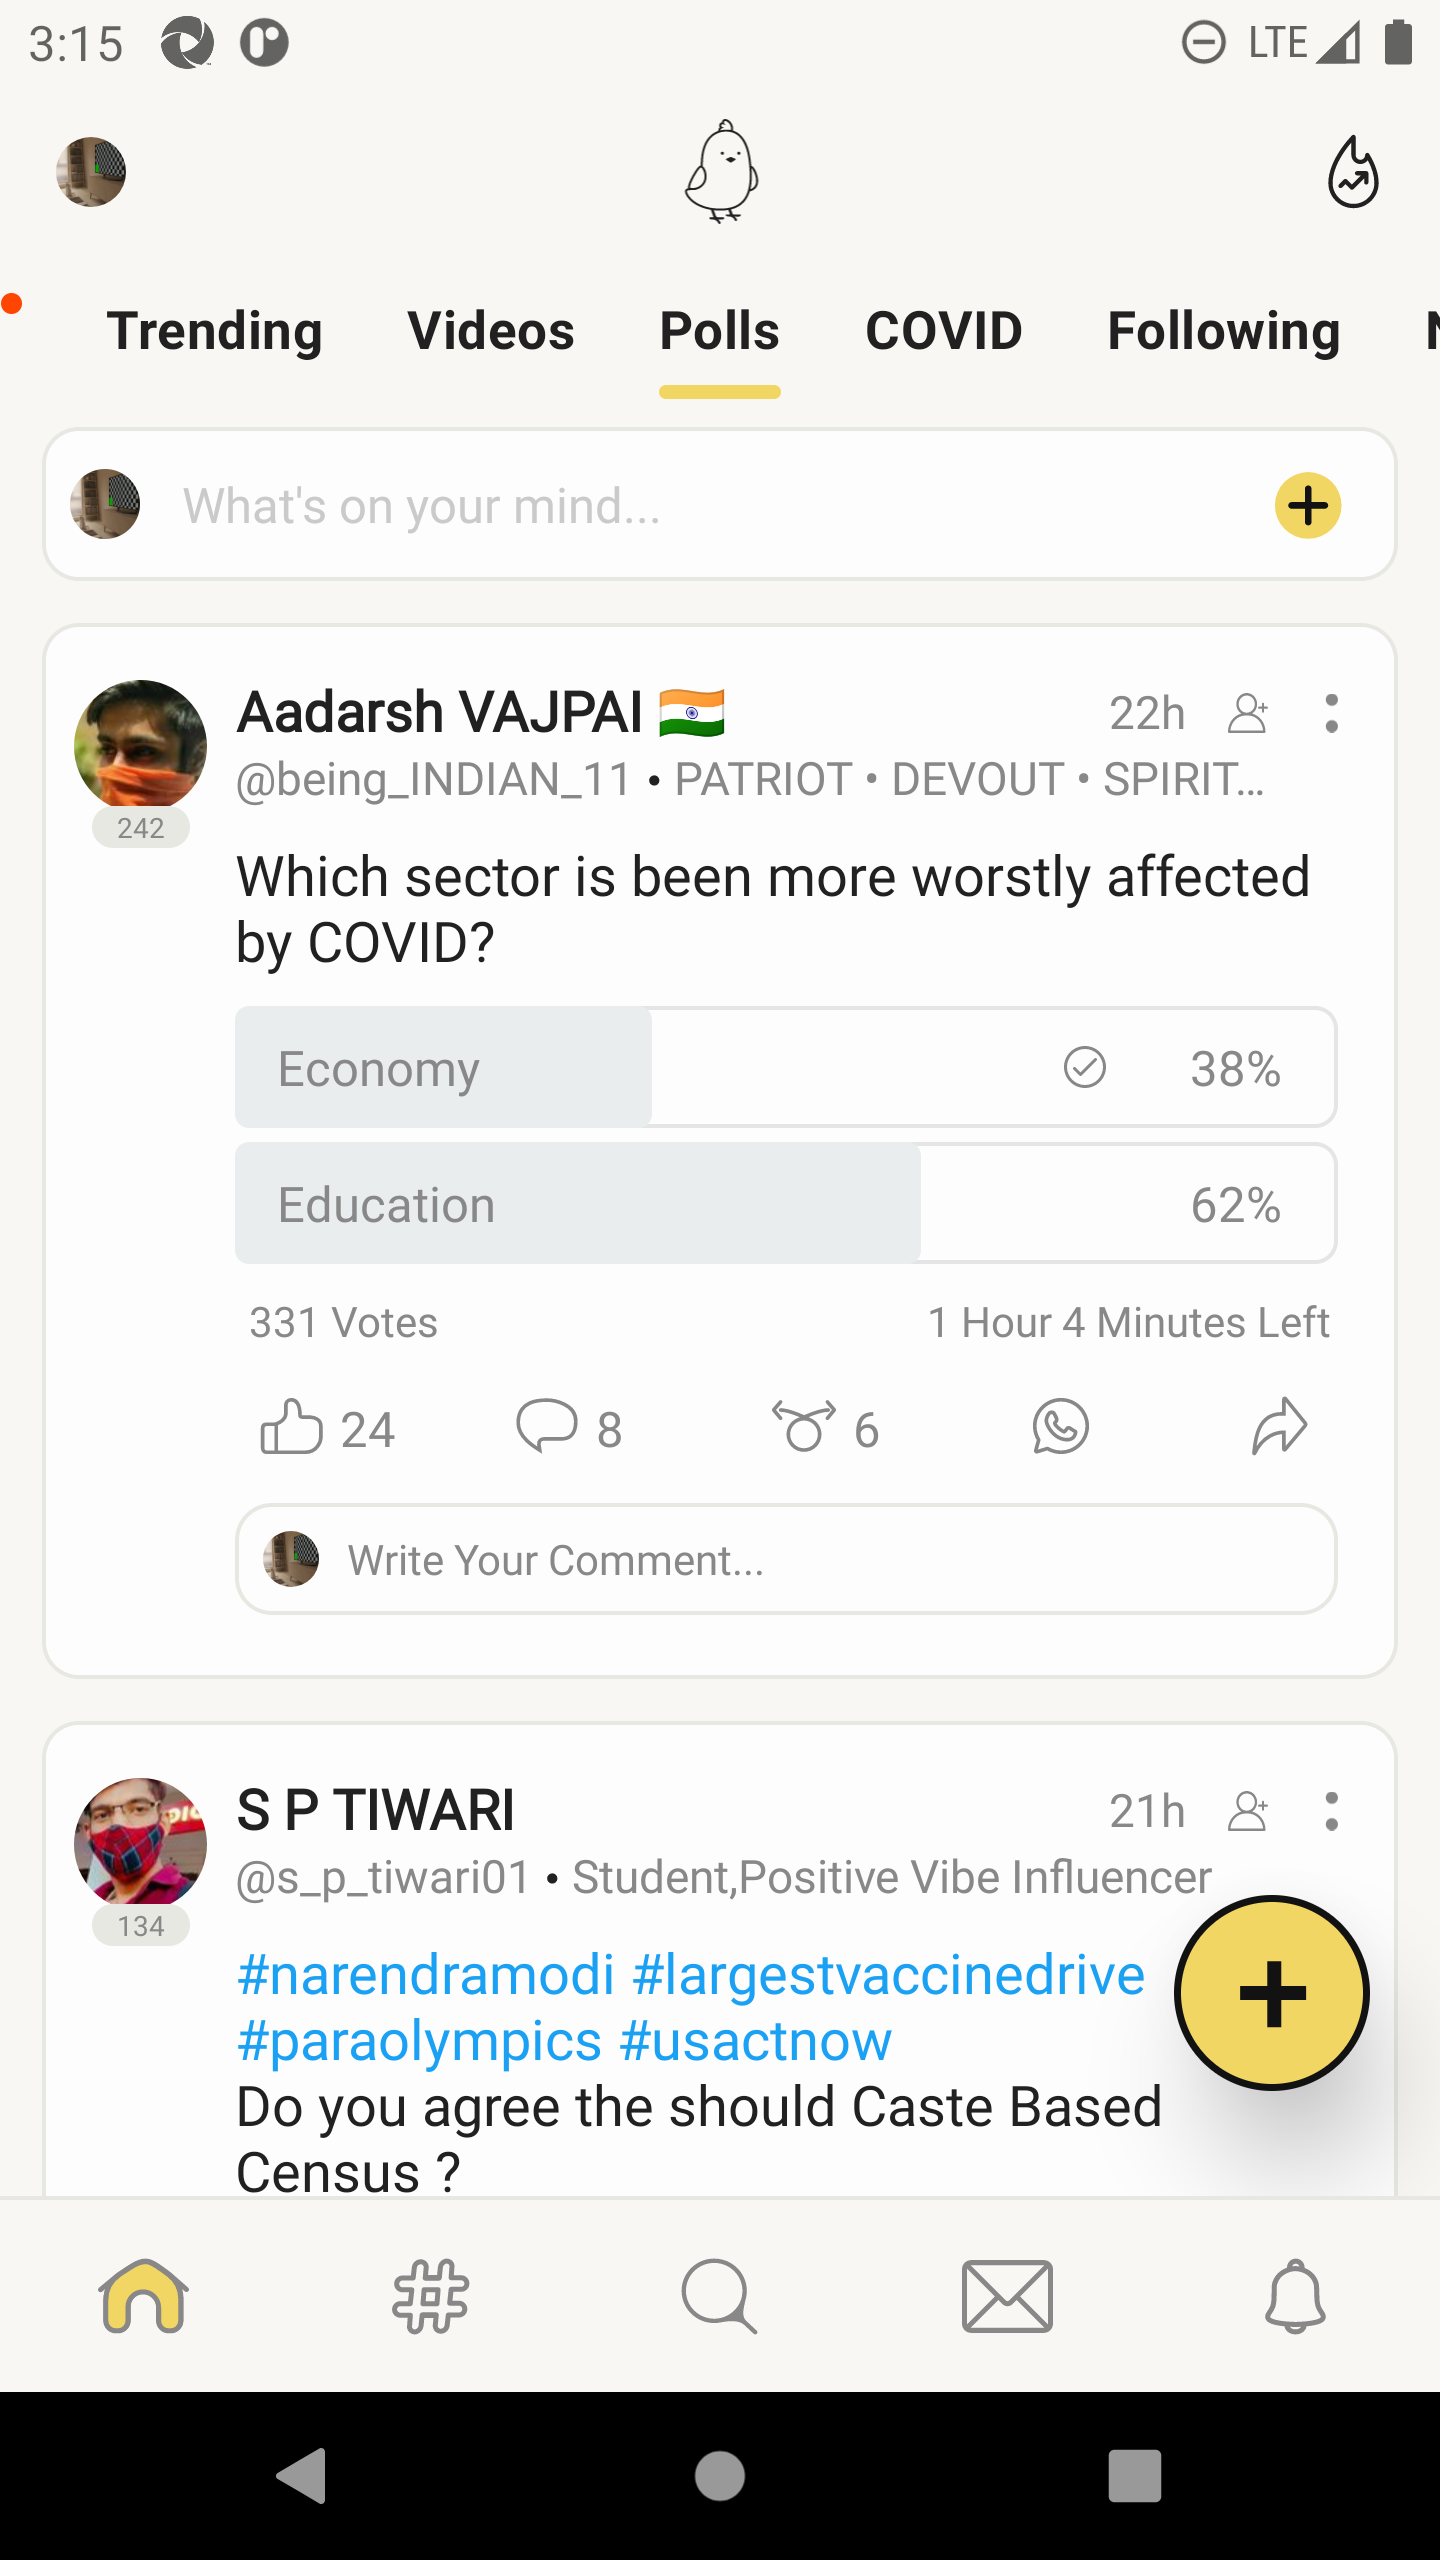 3:15 LTE
Trending Videos Polls COVID Following
What's on your mind...
Aadarsh VAJPAI 🇮🇳 22h
@being_INDIAN_11 • PATRIOT • DEVOUT • SPIRIT...
242
Which sector is been more worstly affected
by COVID?
Economy 38%
Education 62%
331 Votes 1 Hour 4 Minutes Left
24 8 6
Write Your Comment...
S P TIWARI 21h
@s_p_tiwari01 • Student,Positive Vibe Influencer
134
#narendramodi #largestvaccinedrive
#paraolympics #usactnow
Do you agree the should Caste Based
Census ?